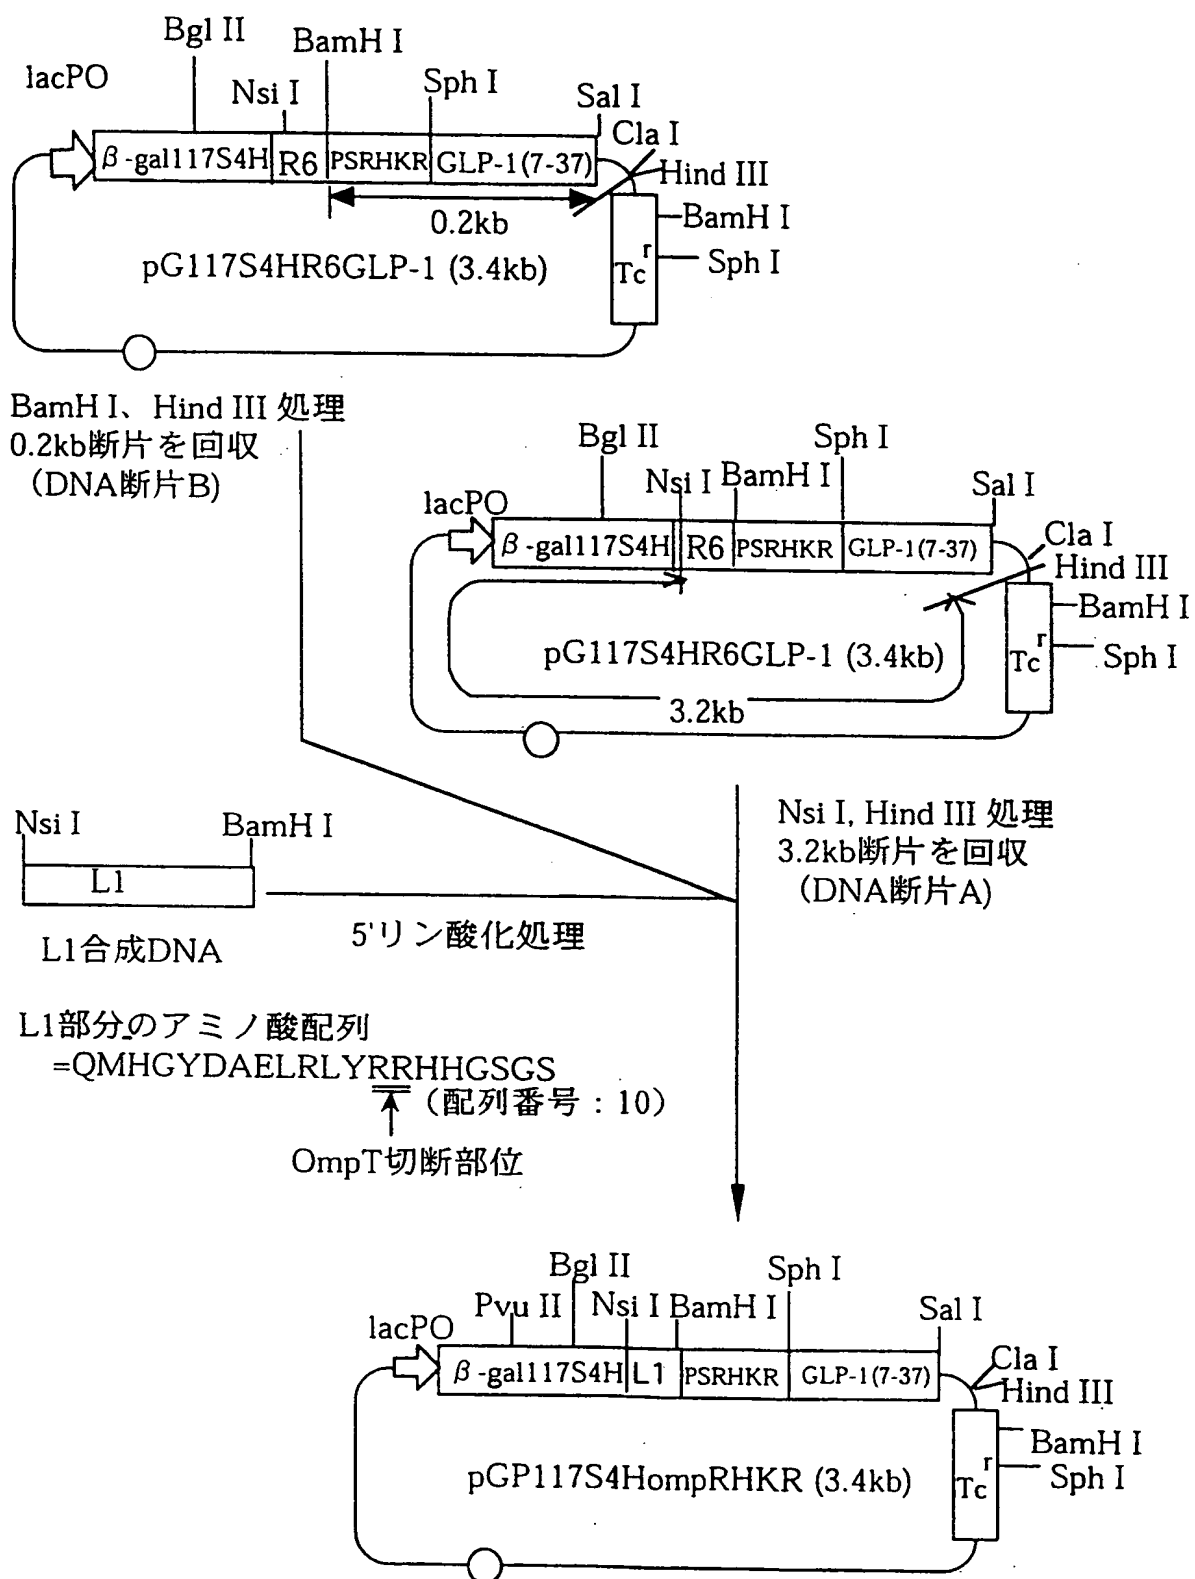 Bgl II
BamH I
lacPO
Nsi I
Sph I
Sal I
Cla I
Hind III
β-gal117S4H
R6
PSRHKR
GLP-1(7-37)
0.2kb
BamH I
Sph I
Tc r
pG117S4HR6GLP-1 (3.4kb)
BamH I、Hind III 処理
0.2kb断片を回収
(DNA断片B)
Bgl II
Sph I
Nsi I
BamH I
Sal I
lacPO
Cla I
Hind III
β-gal117S4H
R6
PSRHKR
GLP-1(7-37)
BamH I
Sph I
Tc r
pG117S4HR6GLP-1 (3.4kb)
3.2kb
Nsi I, Hind III 処理
3.2kb断片を回収
(DNA断片A)
Nsi I
BamH I
L1
L1合成DNA
5'リン酸化処理
L1部分のアミノ酸配列
=QMHGYDAELRLYRRHHGSGS
(配列番号:10)
OmpT切断部位
Bgl II
Sph I
Pvu II
Nsi I
BamH I
Sal I
lacPO
Cla I
Hind III
β-gal117S4H
L1
PSRHKR
GLP-1(7-37)
BamH I
Sph I
Tc r
pGP117S4HompRHKR (3.4kb)